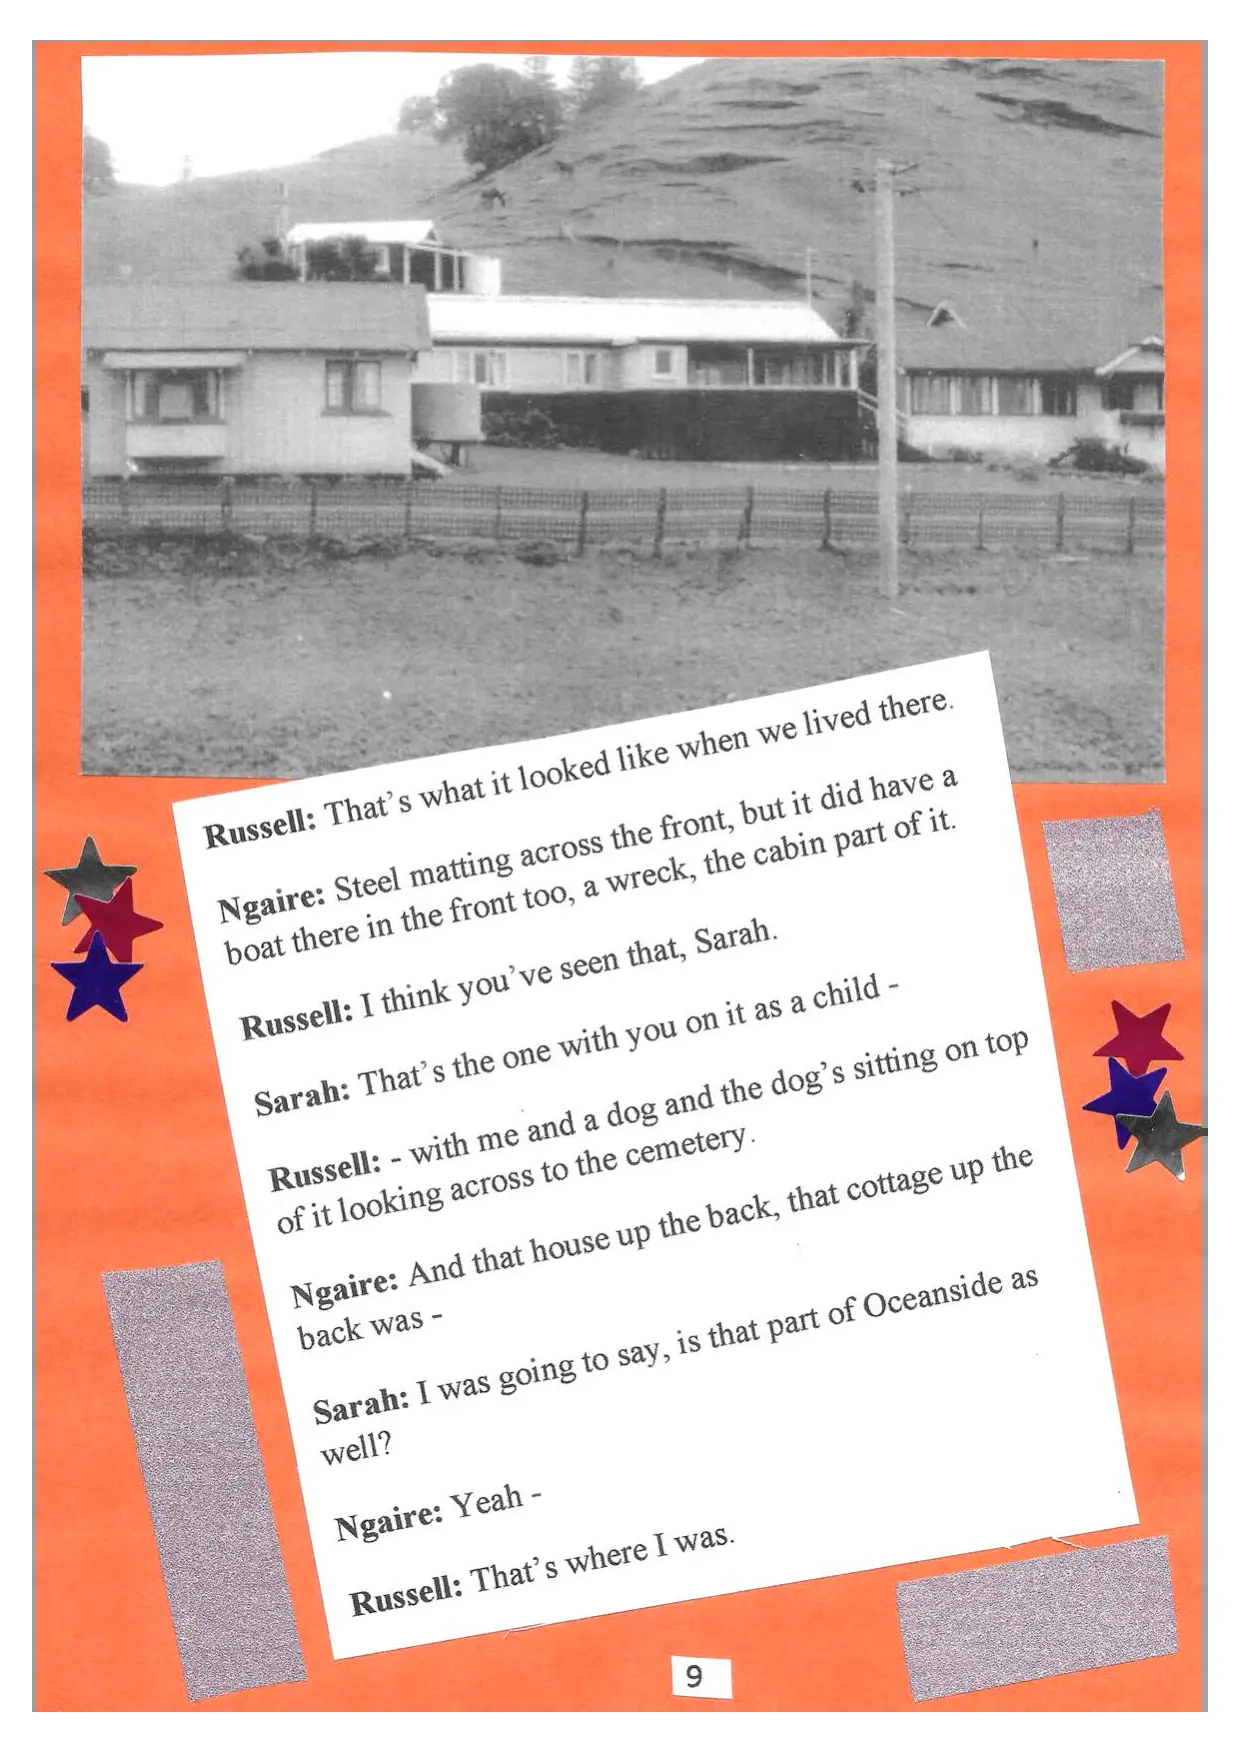 Russell: That's what it looked like when we lived there.
Ngaire: Steel matting across the front, but it did have a
boat there in the front too, a wreck, the cabin part of it.
Russell: I think you've seen that, Sarah.
Sarah: That's the one with you on it as a child -
Russell: - with me and a dog and the dog's sitting on top
of it looking across to the cemetery.
Ngaire: And that house up the back, that cottage up the
back was -
Sarah: I was going to say, is that part of Oceanside as
well?
Ngaire: Yeah -
Russell: That's where I was.
9